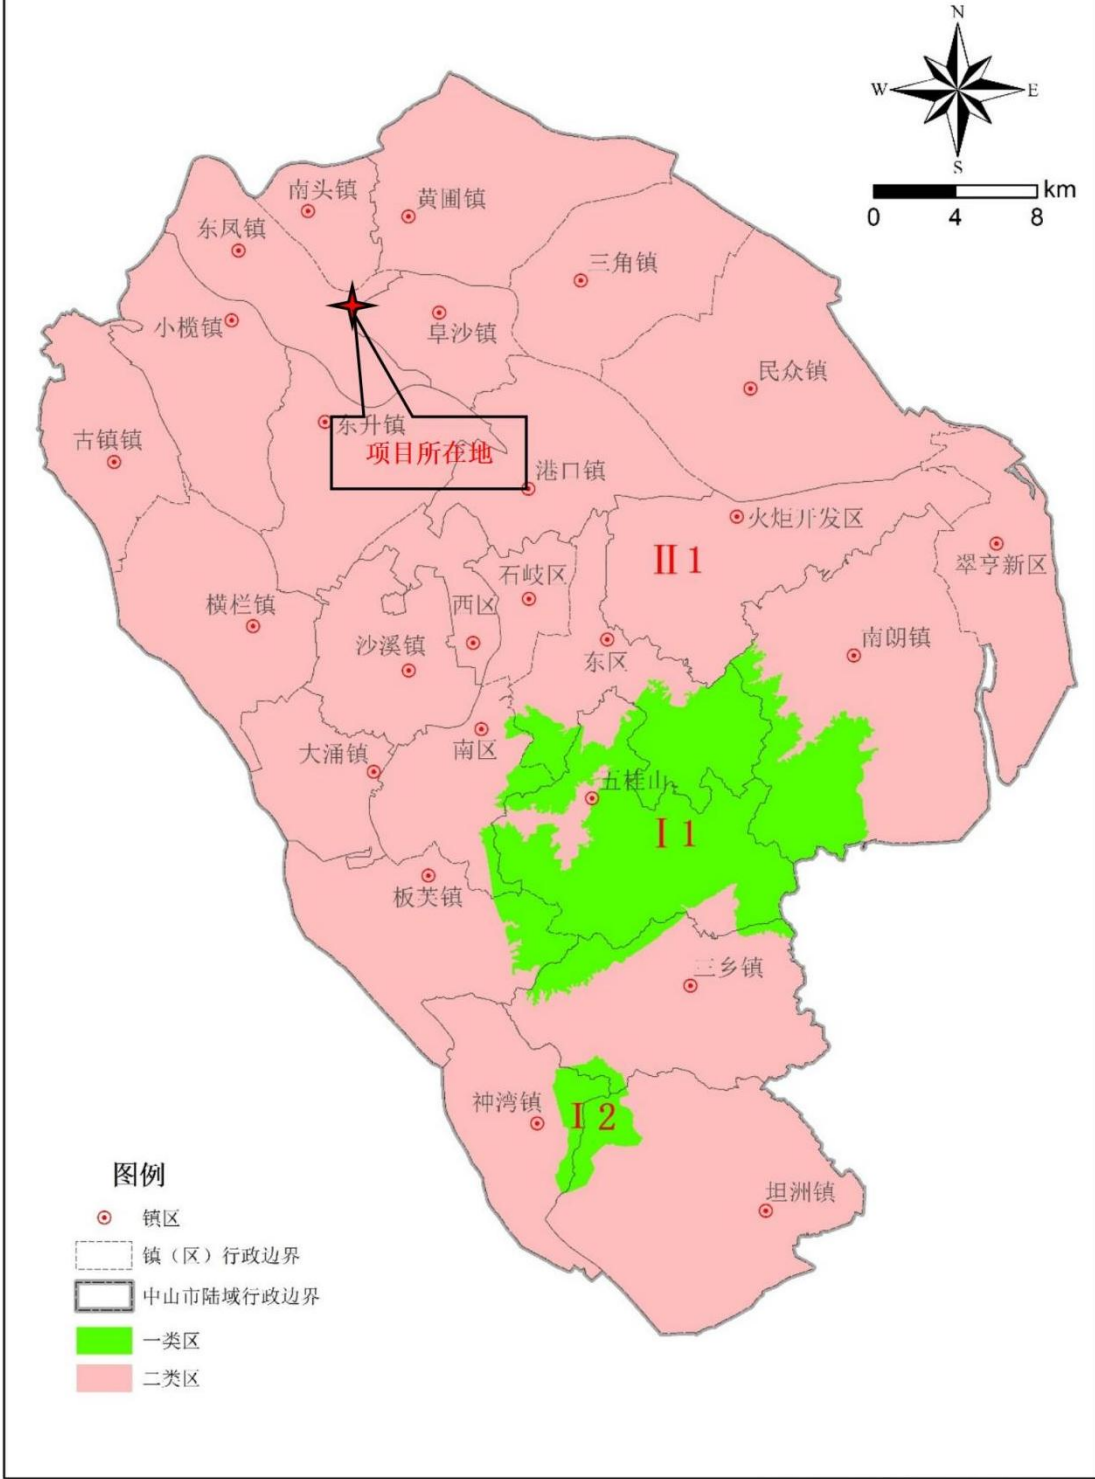 N
W
E
S
km
0 4 8
南头镇
黄圃镇
东凤镇
三角镇
小榄镇
阜沙镇
民众镇
东升镇
古镇镇
项目所在地
港口镇
火炬开发区
II 1
翠亨新区
石岐区
横栏镇
西区
沙溪镇
东区
南朗镇
南区
大涌镇
五桂山
I 1
板芙镇
三乡镇
神湾镇
I 2
坦洲镇
图例
镇区
镇（区）行政边界
中山市陆域行政边界
一类区
二类区